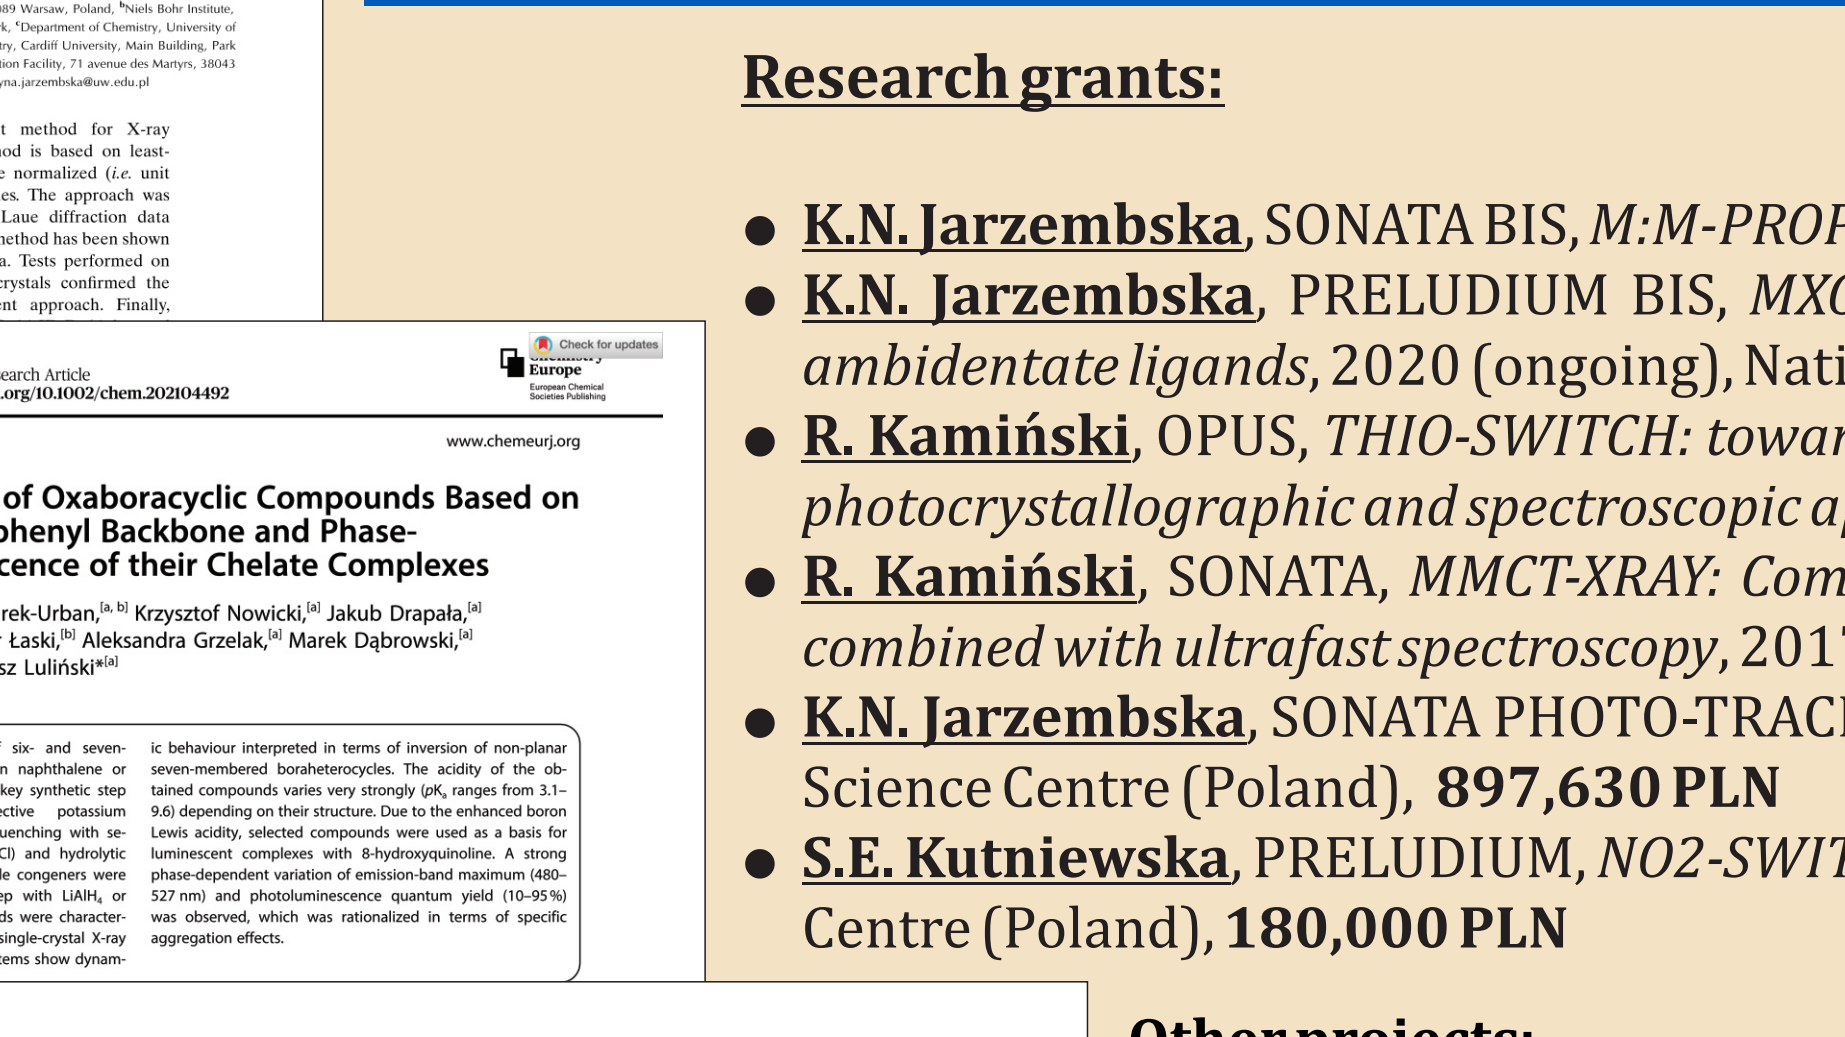 089 Warsaw, Poland, ᵇNiels Bohr Institute,
k, ᶜDepartment of Chemistry, University of
try, Cardiff University, Main Building, Park
tion Facility, 71 avenue des Martyrs, 38043
yna.jarzembska@uw.edu.pl
t method for X-ray
nod is based on least-
e normalized (i.e. unit
es. The approach was
Laue diffraction data
nethod has been shown
a. Tests performed on
crystals confirmed the
ent approach. Finally,
Check for updates
Chemistry
Europe
European Chemical
Societies Publishing
search Article
.org/10.1002/chem.202104492
www.chemeurj.org
of Oxaboracyclic Compounds Based on
phenyl Backbone and Phase-
cence of their Chelate Complexes
rek-Urban,[a, b] Krzysztof Nowicki,[a] Jakub Drapała,[a]
r Łaski,[b] Aleksandra Grzelak,[a] Marek Dąbrowski,[a]
sz Luliński*[a]
f six- and seven-
n naphthalene or
key synthetic step
ective potassium
uenching with se-
Cl) and hydrolytic
le congeners were
ep with LiAlH₄ or
ds were character-
single-crystal X-ray
tems show dynam-
ic behaviour interpreted in terms of inversion of non-planar
seven-membered boraheterocycles. The acidity of the ob-
tained compounds varies very strongly (pKₐ ranges from 3.1–
9.6) depending on their structure. Due to the enhanced boron
Lewis acidity, selected compounds were used as a basis for
luminescent complexes with 8-hydroxyquinoline. A strong
phase-dependent variation of emission-band maximum (480–
527 nm) and photoluminescence quantum yield (10–95 %)
was observed, which was rationalized in terms of specific
aggregation effects.
Research grants:
● K.N. Jarzembska, SONATA BIS, M:M-PROP
● K.N. Jarzembska, PRELUDIUM BIS, MXC
ambidentate ligands, 2020 (ongoing), Nati
● R. Kamiński, OPUS, THIO-SWITCH: towar
photocrystallographic and spectroscopic ap
● R. Kamiński, SONATA, MMCT-XRAY: Com
combined with ultrafast spectroscopy, 2017
● K.N. Jarzembska, SONATA PHOTO-TRACE
Science Centre (Poland), 897,630 PLN
● S.E. Kutniewska, PRELUDIUM, NO2-SWIT
Centre (Poland), 180,000 PLN
Other projects: